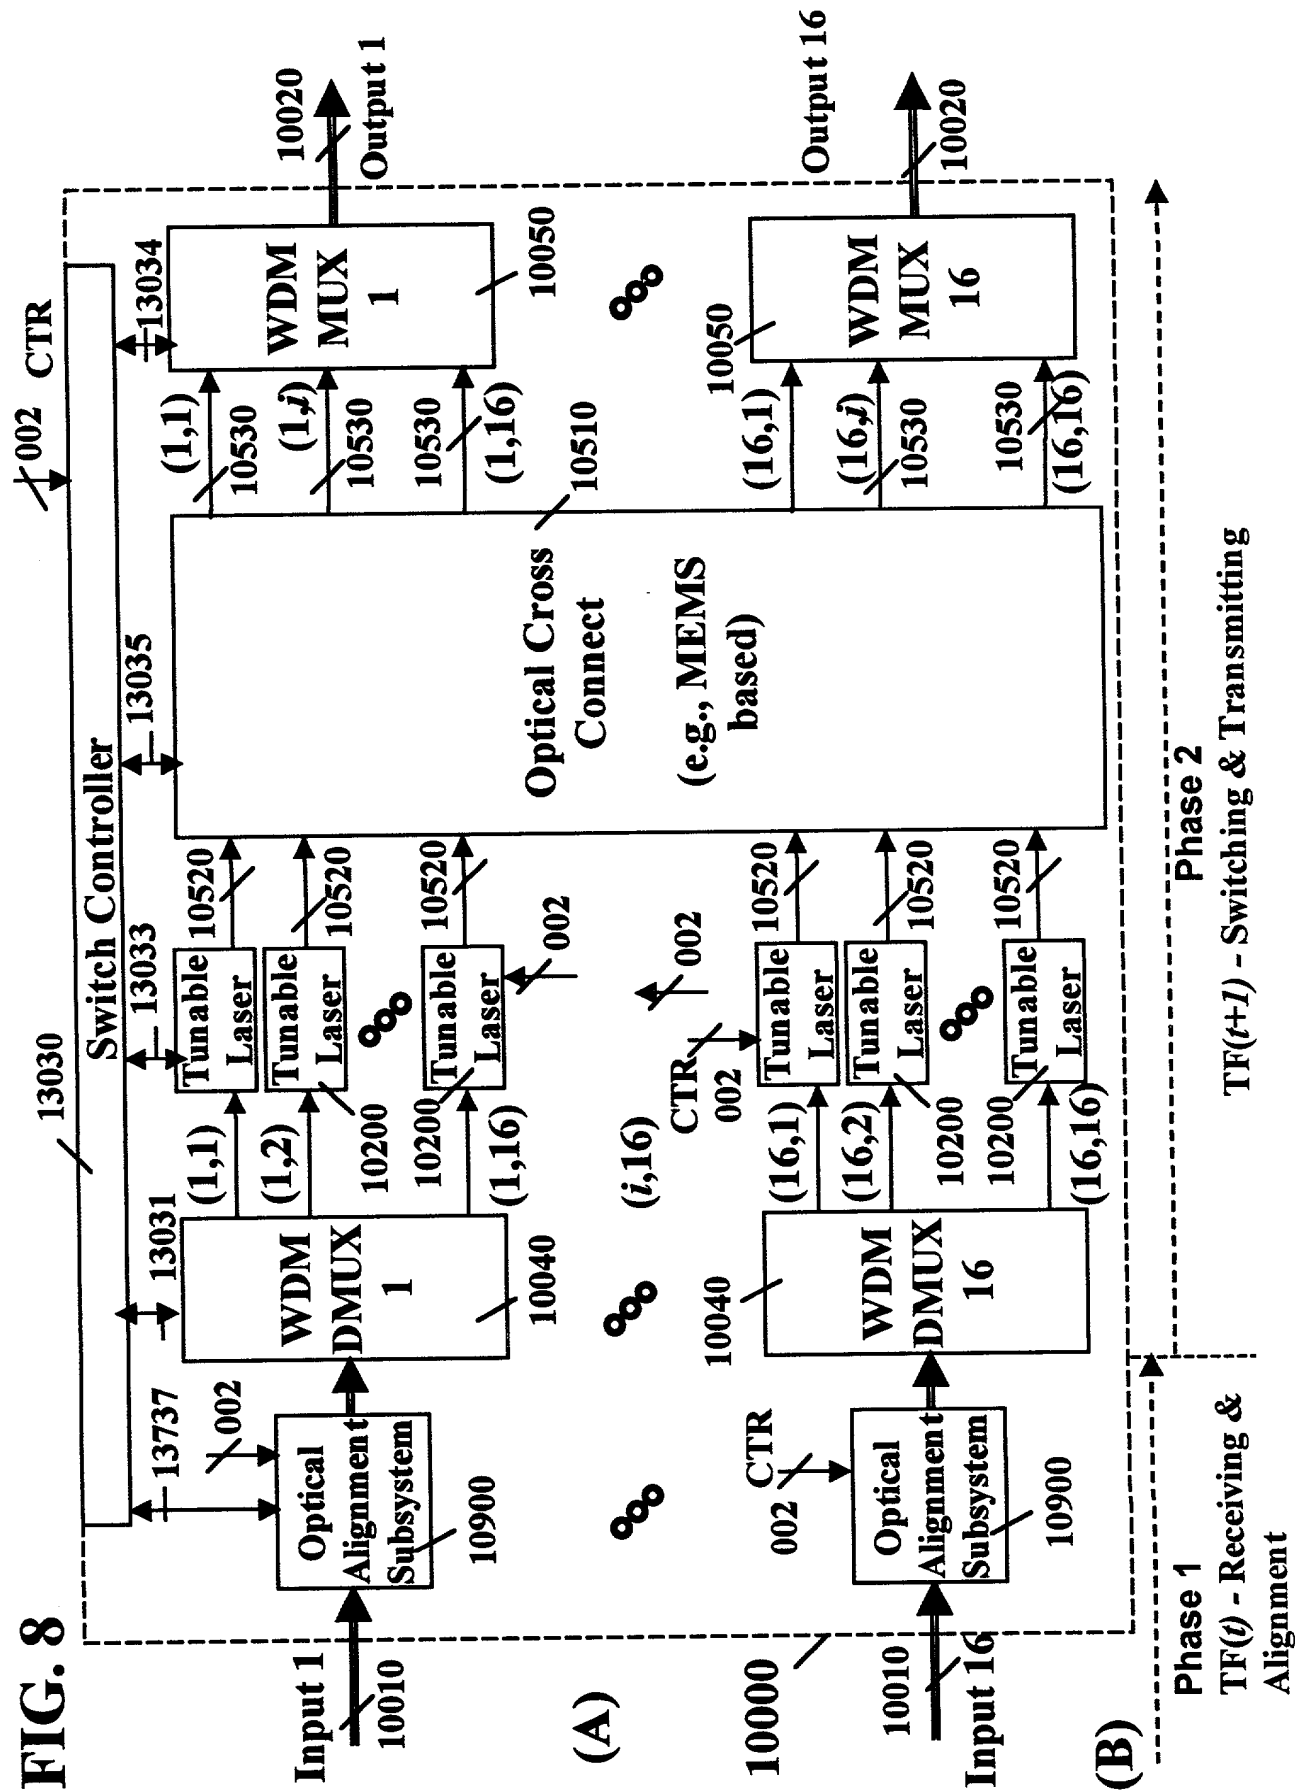 FIG. 8
13030
Switch Controller
002
CTR
13737
002
13031
13033
13035
13034
Input 1
10010
Optical
Alignment
Subsystem
10900
WDM
DMUX
1
10040
(1,1)
(1,2)
10200
10200
(1,16)
Tunable
Laser
Tunable
Laser
Tunable
Laser
10520
10520
10520
002
Optical Cross
Connect
(e.g., MEMS
based)
10510
(1,1)
10530
(1,i)
10530
10530
(1,16)
WDM
MUX
1
10050
10020
Output 1
(A)
(i,16)
002
10000
10010
Input 16
CTR
002
Optical
Alignment
Subsystem
10900
10040
WDM
DMUX
16
CTR
002
(16,1)
(16,2)
10200
10200
(16,16)
Tunable
Laser
Tunable
Laser
Tunable
Laser
10520
10520
10520
(16,1)
(16,i)
10530
10530
(16,16)
10050
WDM
MUX
16
Output 16
10020
(B)
Phase 1
TF(t) - Receiving &
Alignment
Phase 2
TF(t+1) - Switching & Transmitting